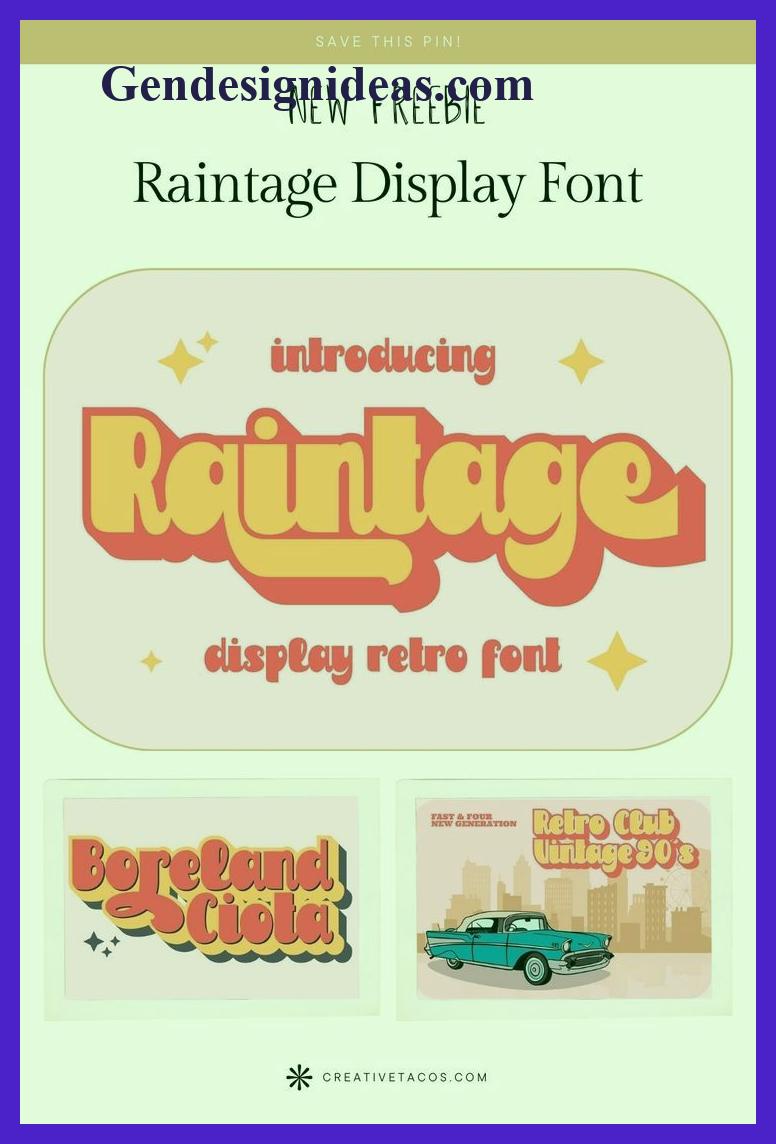 SAVE THIS PIN!
Gendesignideas.com
NEW FREEBIE
Raintage Display Font
introducing
Raintage
display retro font
Boreland
Ciota
FAST & FOUR
NEW GENERATION
Retro Club
Vintage 90's
CREATIVETACOS.COM